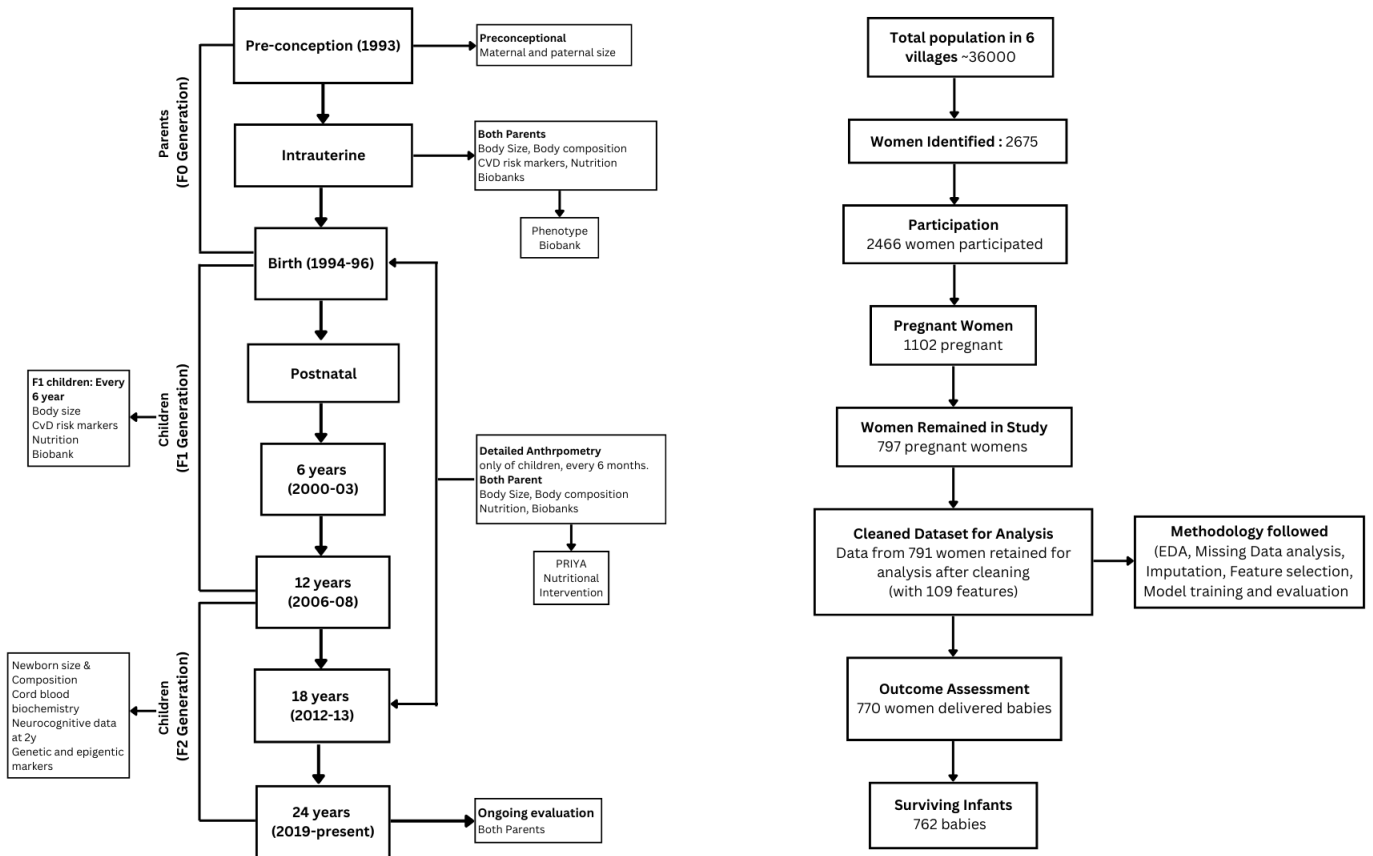 Pre-conception (1993)
Preconceptional
Maternal and paternal size
Parents
(F0 Generation)
Intrauterine
Both Parents
Body Size, Body composition
CVD risk markers, Nutrition
Biobanks
Phenotype
Biobank
Birth (1994-96)
Postnatal
F1 children: Every
6 year
Body size
CvD risk markers
Nutrition
Biobank
Children
(F1 Generation)
6 years
(2000-03)
Detailed Anthrpometry
only of children, every 6 months.
Both Parent
Body Size, Body composition
Nutrition, Biobanks
PRIYA
Nutritional
Intervention
12 years
(2006-08)
Newborn size &
Composition
Cord blood
biochemistry
Neurocognitive data
at 2y
Genetic and epigentic
markers
Children
(F2 Generation)
18 years
(2012-13)
24 years
(2019-present)
Ongoing evaluation
Both Parents
Total population in 6
villages ~36000
Women Identified : 2675
Participation
2466 women participated
Pregnant Women
1102 pregnant
Women Remained in Study
797 pregnant womens
Cleaned Dataset for Analysis
Data from 791 women retained for
analysis after cleaning
(with 109 features)
Methodology followed
(EDA, Missing Data analysis,
Imputation, Feature selection,
Model training and evaluation
Outcome Assessment
770 women delivered babies
Surviving Infants
762 babies